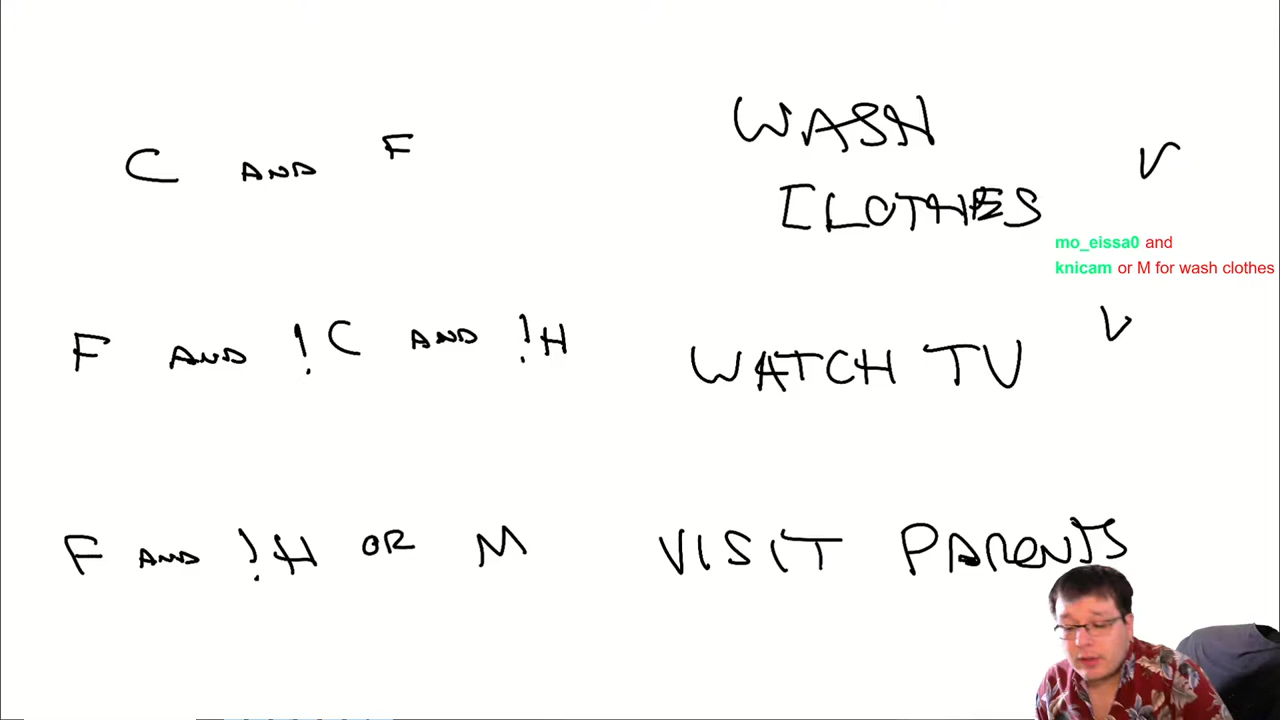 C AND F
WASH
CLOTHES
mo_eissa0 and
knicam or M for wash clothes
F AND !C AND !H
WATCH TV
F AND !H OR M
VISIT PARENTS